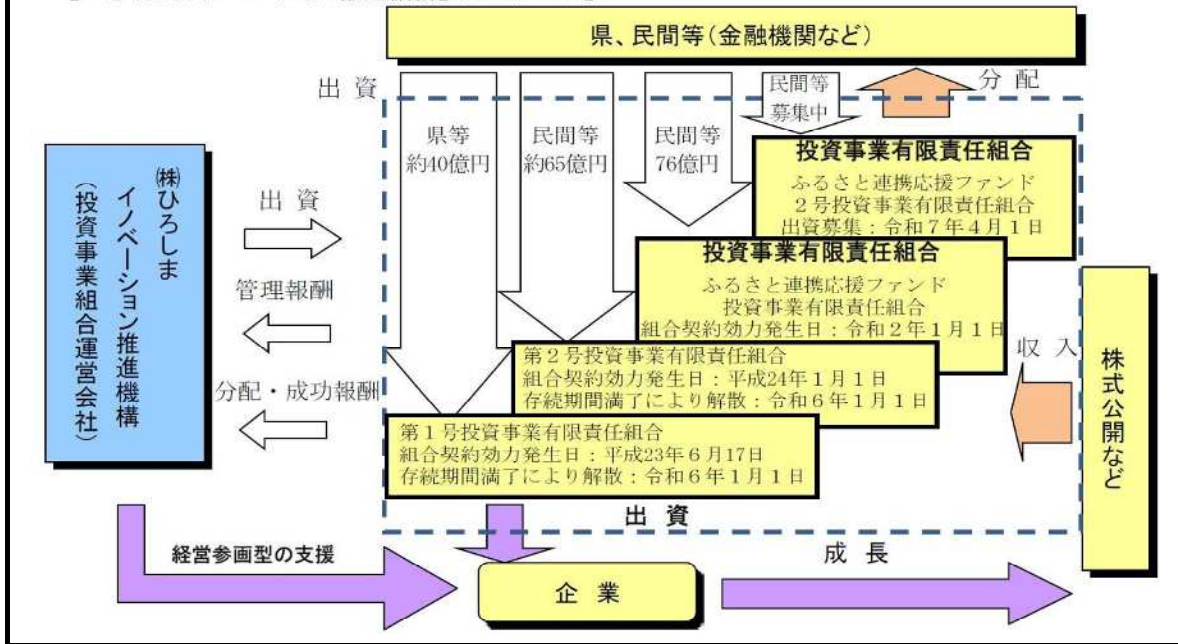 県、民間等（金融機関など）
出 資
分 配
県等
約40億円
民間等
約65億円
民間等
76億円
民間等
募集中
投資事業有限責任組合
ふるさと連携応援ファンド
２号投資事業有限責任組合
出資募集：令和７年４月１日
投資事業有限責任組合
ふるさと連携応援ファンド
投資事業有限責任組合
組合契約効力発生日：令和２年１月１日
第２号投資事業有限責任組合
組合契約効力発生日：平成24年１月１日
存続期間満了により解散：令和６年１月１日
第１号投資事業有限責任組合
組合契約効力発生日：平成23年６月17日
存続期間満了により解散：令和６年１月１日
㈱ひろしま
イノベーション推進機構
（投資事業組合運営会社）
出 資
管理報酬
分配・成功報酬
収 入
株式公開など
出 資
経営参画型の支援
企 業
成 長